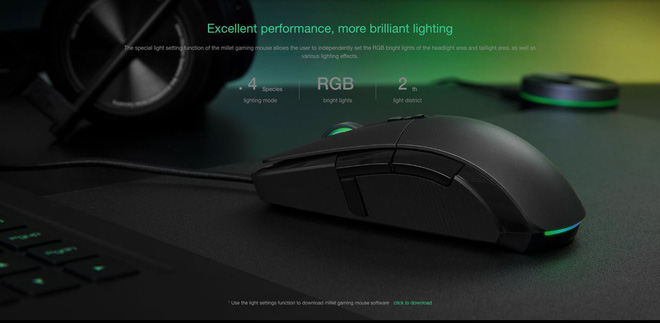 Excellent performance, more brilliant lighting
The special light setting function of the millet gaming mouse allows the user to independently set the RGB bright lights of the headlight area and taillight area, as well as
various lighting effects.
4 Species RGB 2 th
lighting mode bright lights light district
* Use the light settings function to download millet gaming mouse software click to download